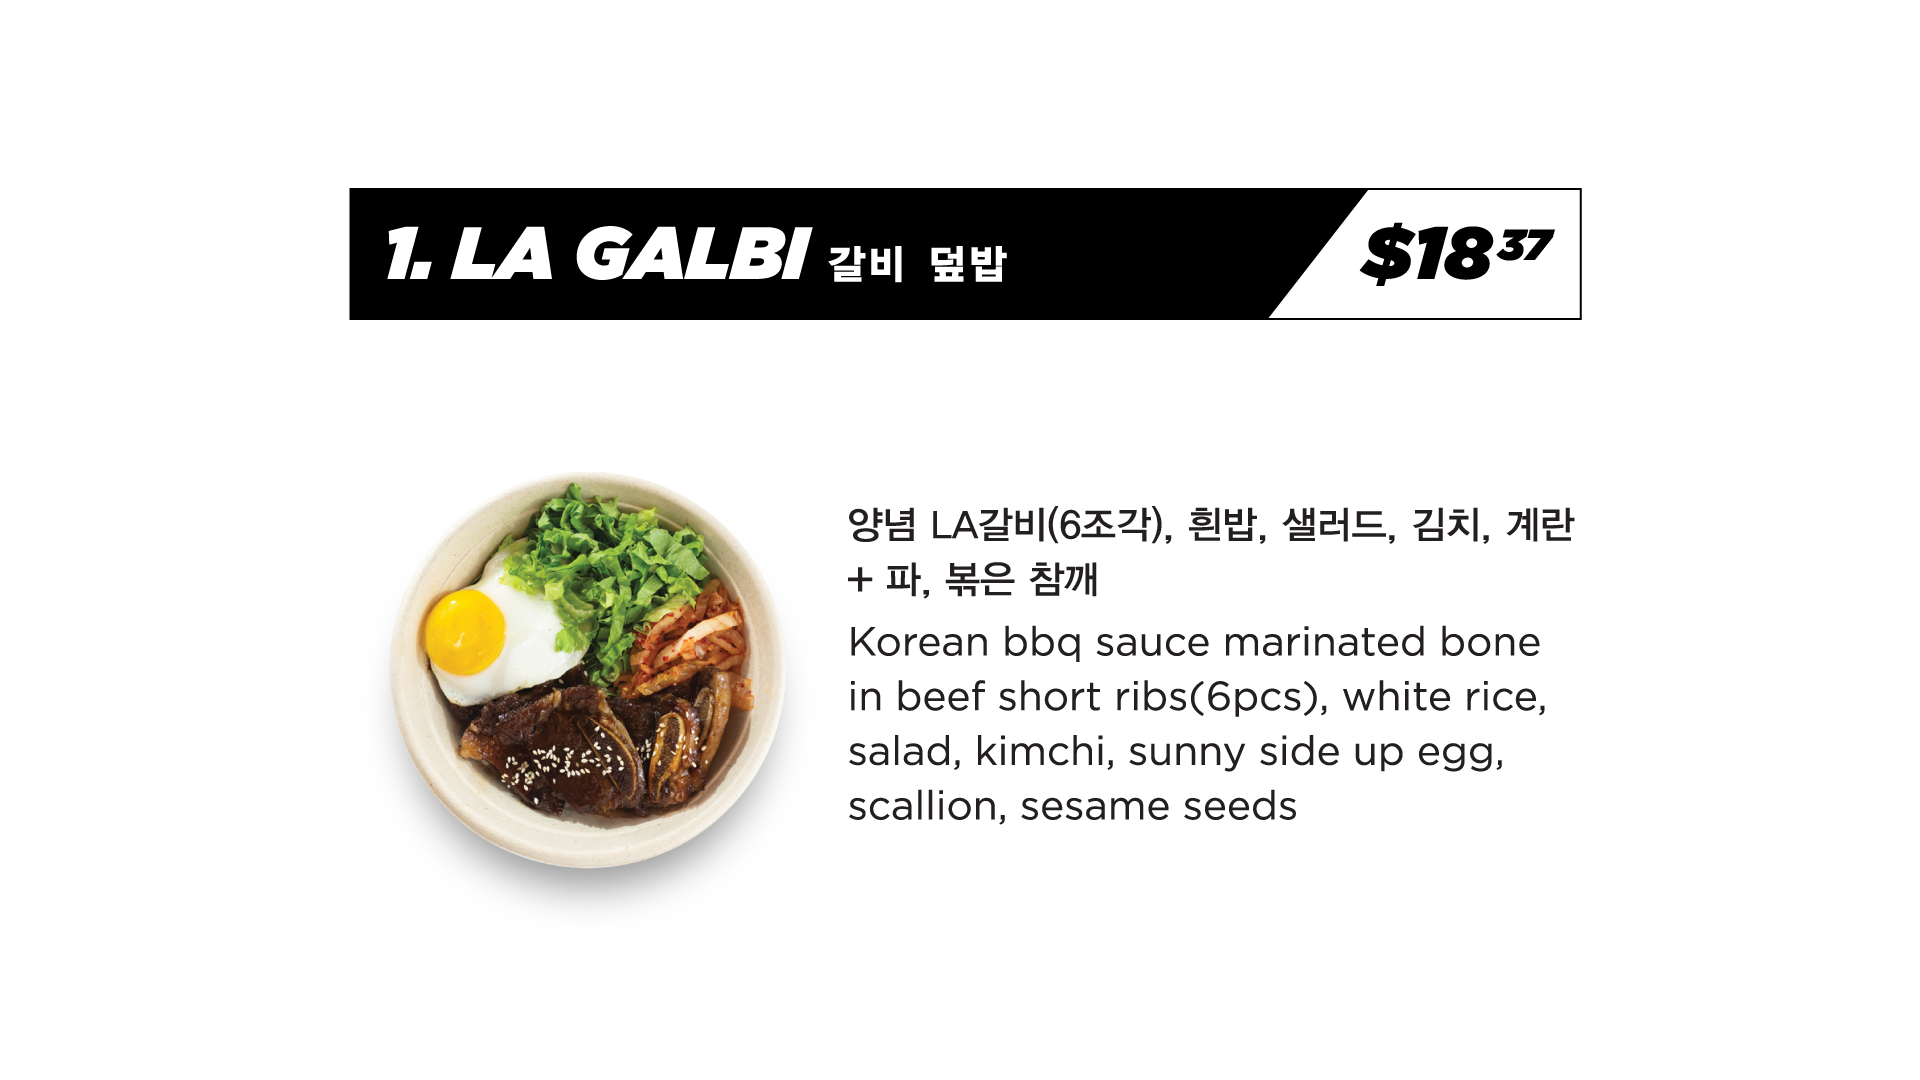 1. LA GALBI 갈비 덮밥 $18 37
양념 LA갈비(6조각), 흰밥, 샐러드, 김치, 계란
+ 파, 볶은 참깨
Korean bbq sauce marinated bone
in beef short ribs(6pcs), white rice,
salad, kimchi, sunny side up egg,
scallion, sesame seeds